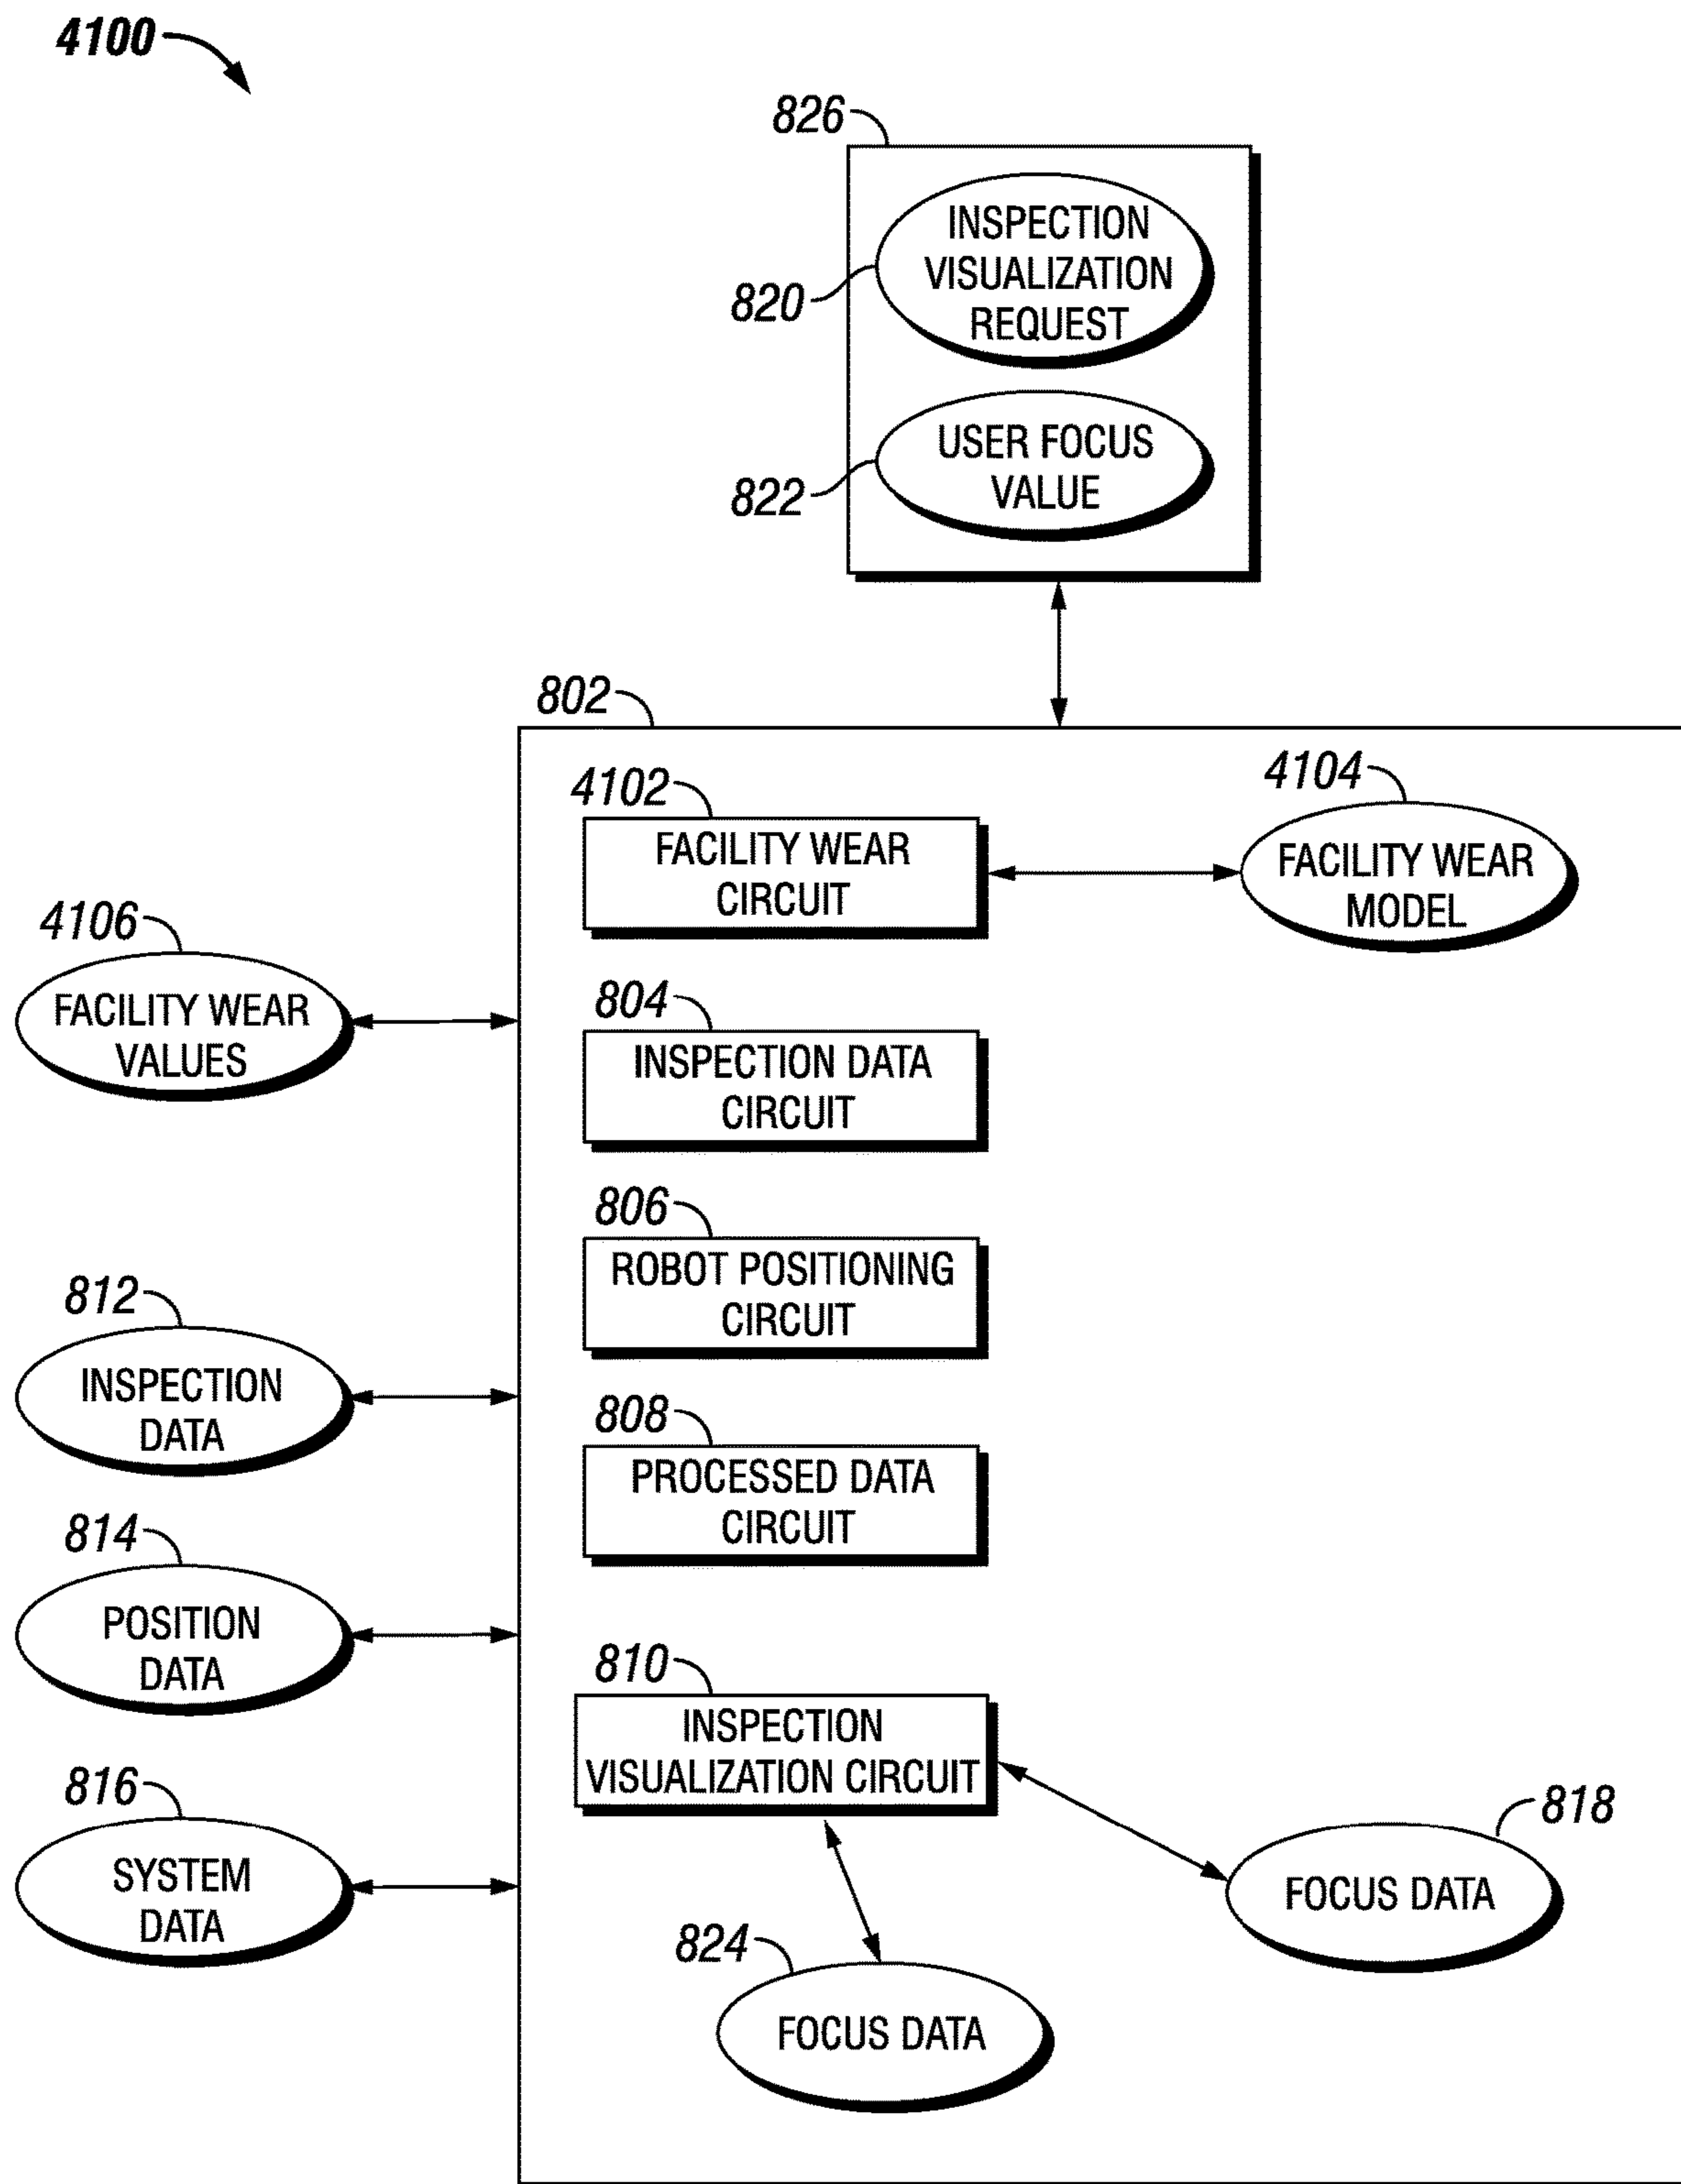 4100
826
INSPECTION
VISUALIZATION
REQUEST
820
USER FOCUS
VALUE
822
802
4102
FACILITY WEAR
CIRCUIT
4104
FACILITY WEAR
MODEL
4106
FACILITY WEAR
VALUES
804
INSPECTION DATA
CIRCUIT
806
ROBOT POSITIONING
CIRCUIT
812
INSPECTION
DATA
808
PROCESSED DATA
CIRCUIT
814
POSITION
DATA
810
INSPECTION
VISUALIZATION CIRCUIT
816
SYSTEM
DATA
818
FOCUS DATA
824
FOCUS DATA